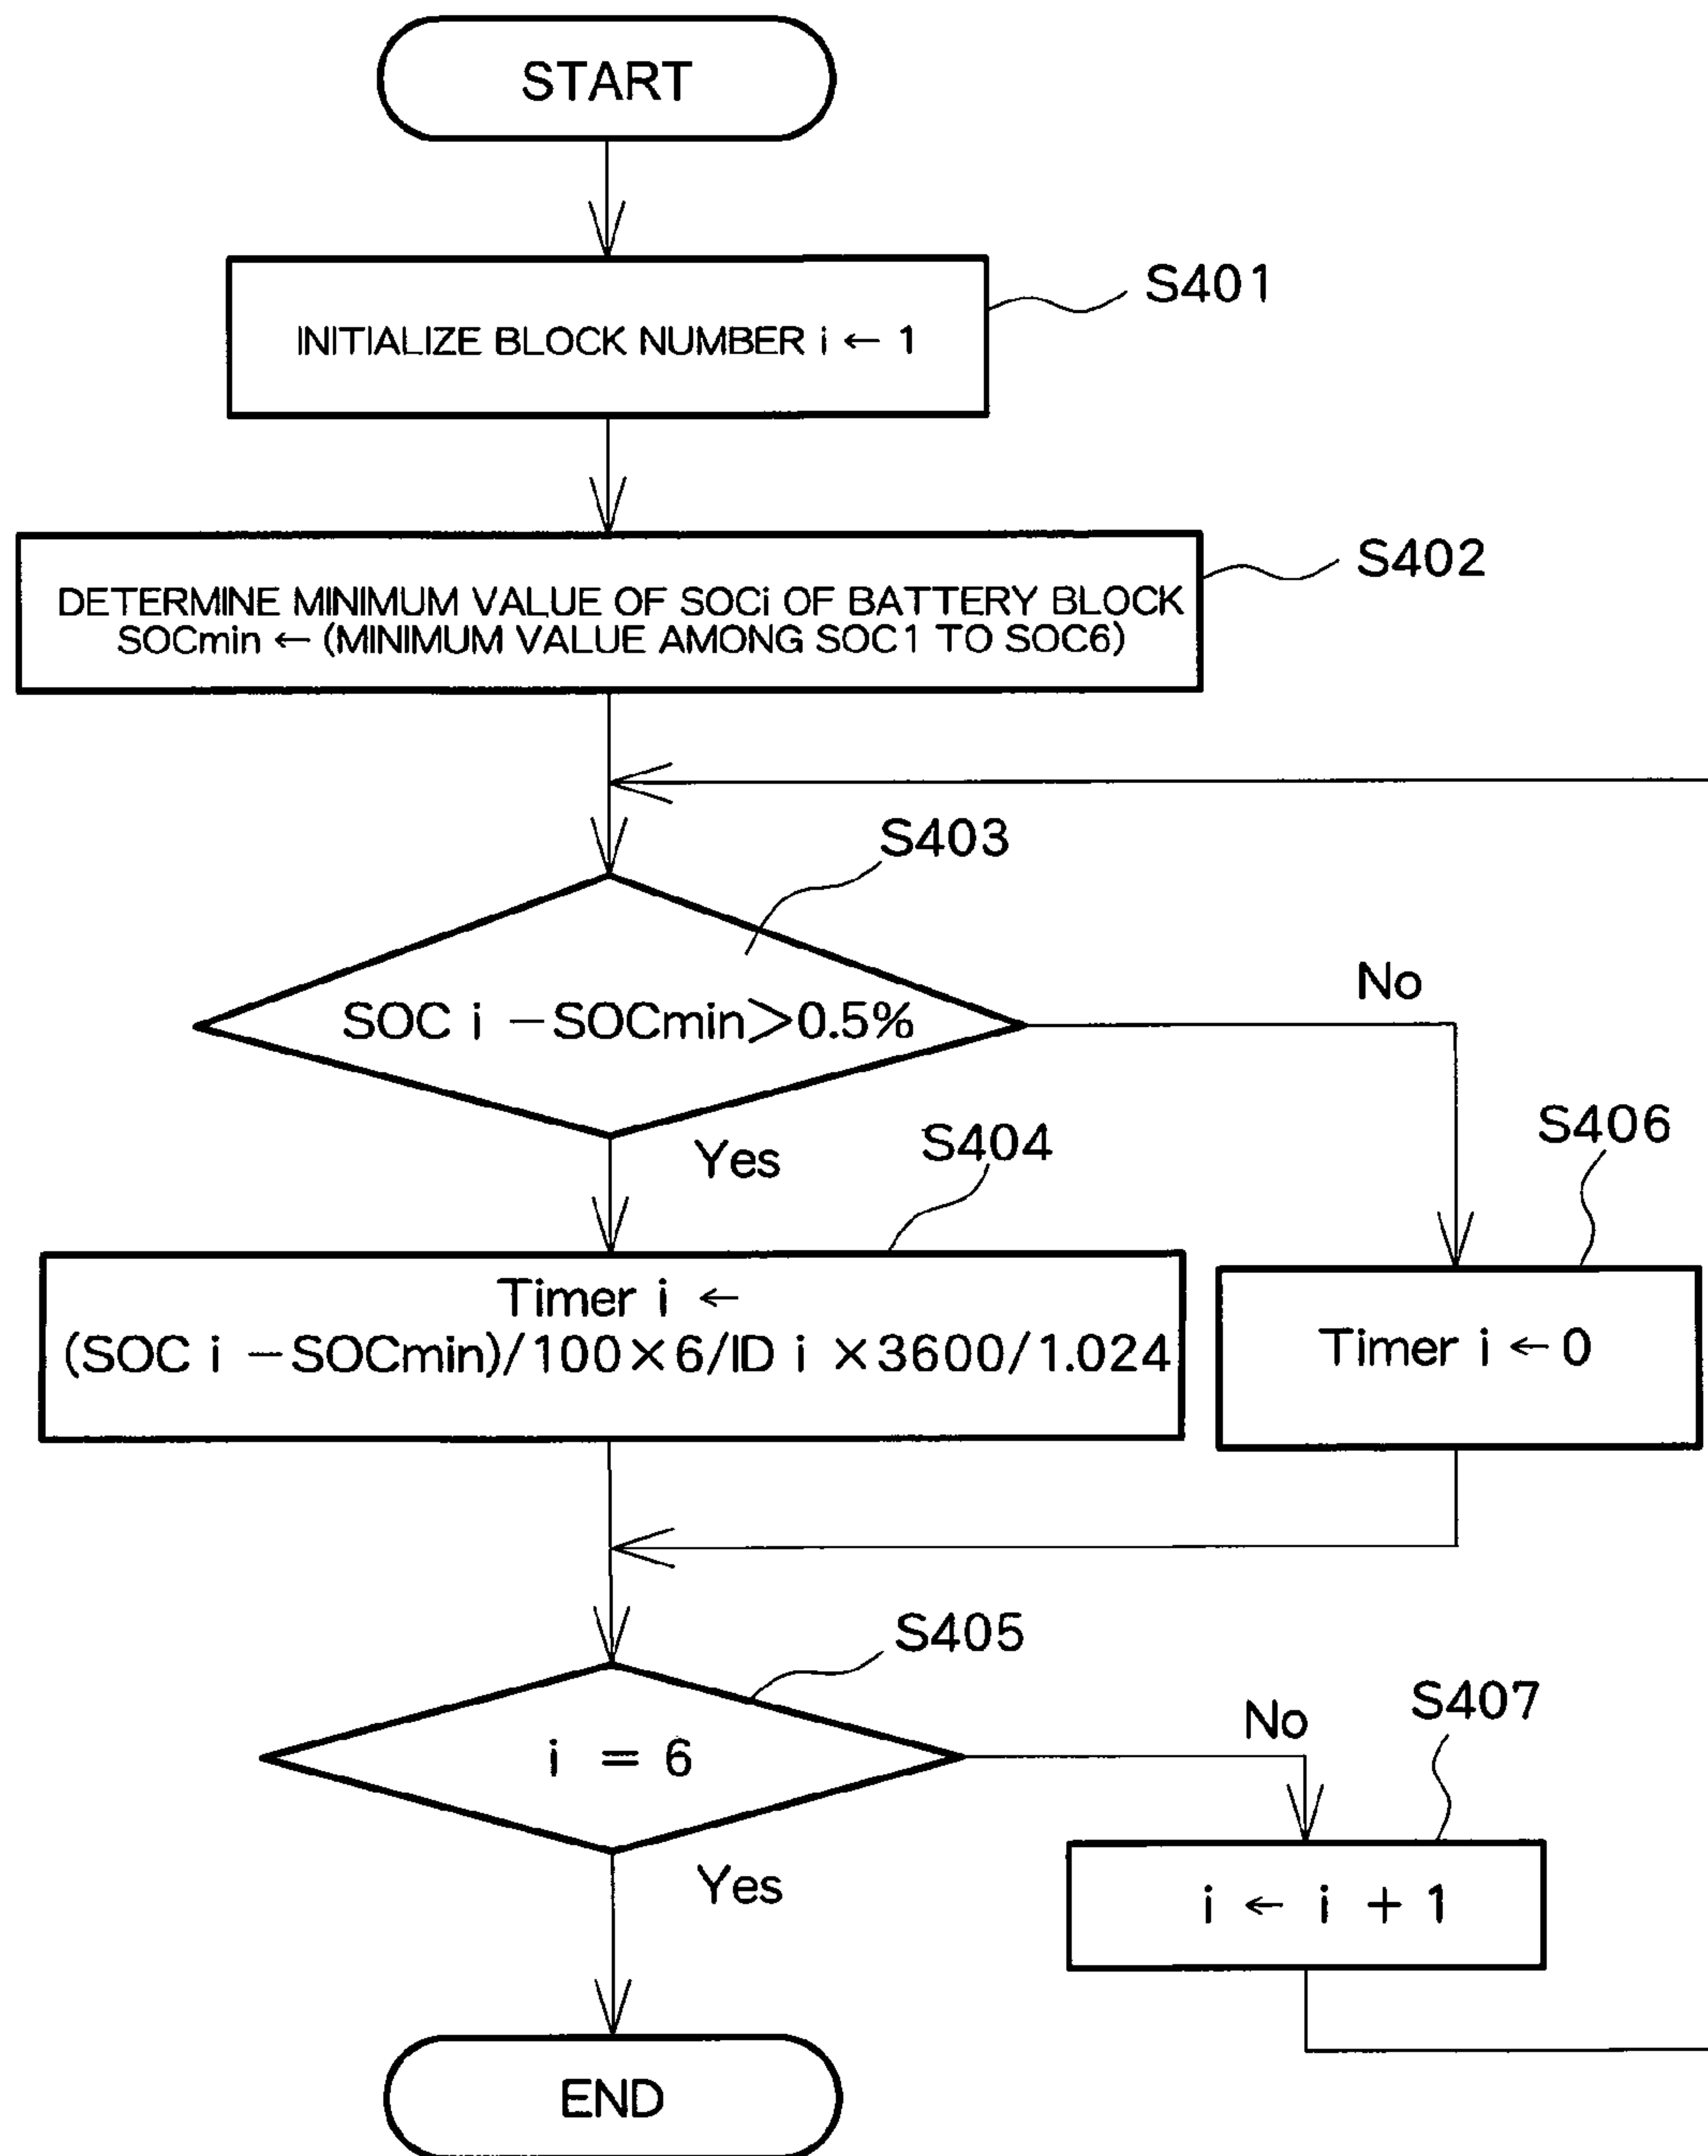 START
S401
INITIALIZE BLOCK NUMBER i ← 1
S402
DETERMINE MINIMUM VALUE OF SOCi OF BATTERY BLOCK
SOCmin ← (MINIMUM VALUE AMONG SOC1 TO SOC6)
S403
SOC i −SOCmin>0.5%
No
Yes
S404
S406
Timer i ←
(SOC i −SOCmin)/100×6/ID i ×3600/1.024
Timer i ← 0
S405
i = 6
No
S407
Yes
i ← i + 1
END